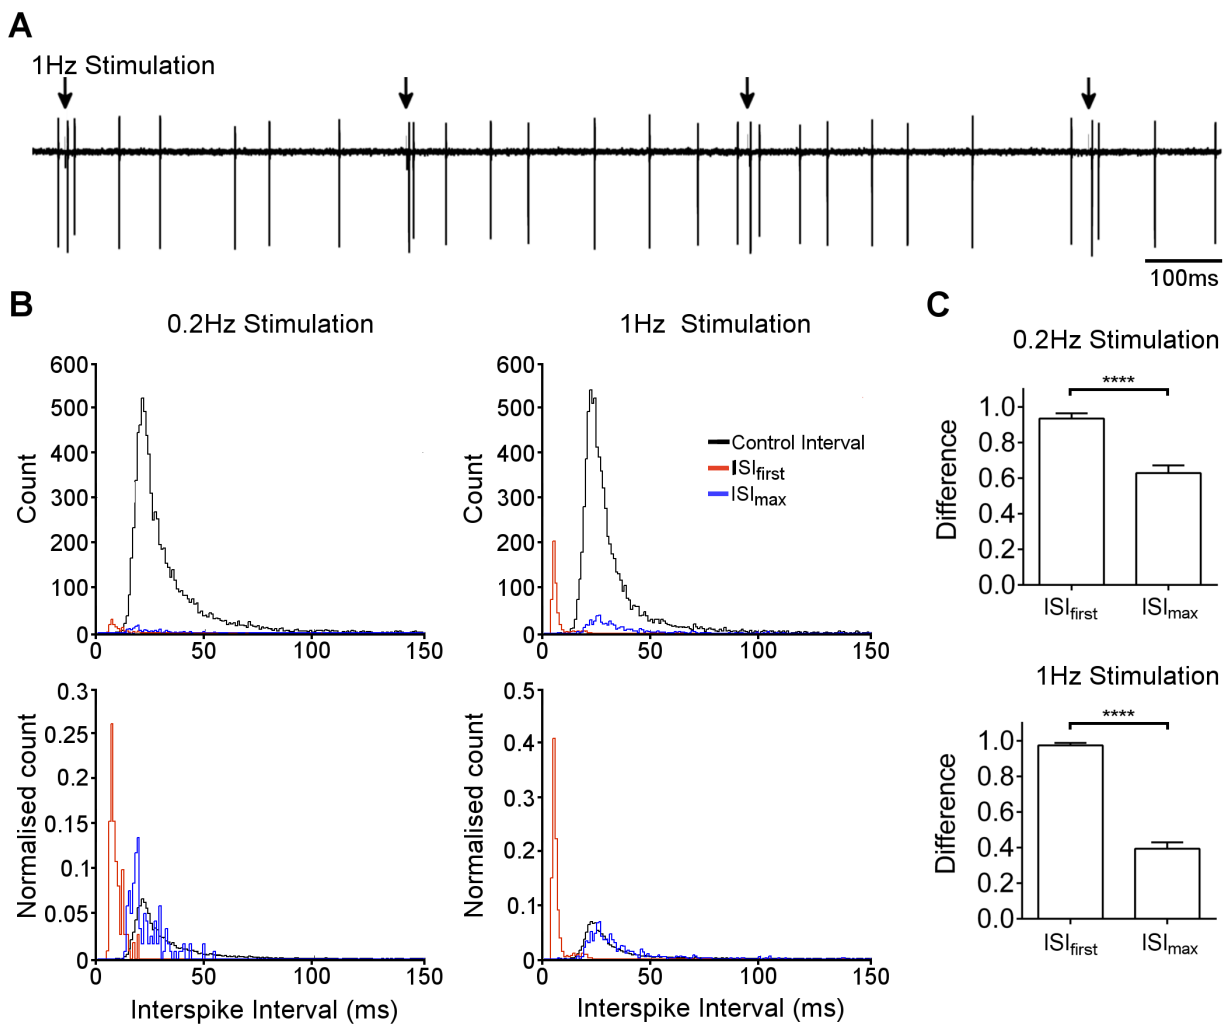 A
1Hz Stimulation
100ms
B
0.2Hz Stimulation
1Hz Stimulation
600
500
400
300
200
100
0
Count
0 50 100 150
600
500
400
300
200
100
0
Count
0 50 100 150
Control Interval
ISIfirst
ISImax
0.3
0.25
0.2
0.15
0.1
0.05
0
Normalised count
0 50 100 150
Interspike Interval (ms)
0.5
0.4
0.3
0.2
0.1
0
Normalised count
0 50 100 150
Interspike Interval (ms)
C
0.2Hz Stimulation
****
1.0
0.8
0.6
0.4
0.2
0.0
Difference
ISIfirst ISImax
1Hz Stimulation
****
1.0
0.8
0.6
0.4
0.2
0.0
Difference
ISIfirst ISImax